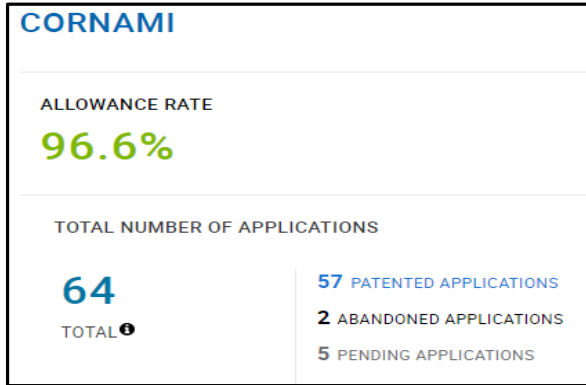 CORNAMI
ALLOWANCE RATE
96.6%
TOTAL NUMBER OF APPLICATIONS
64
TOTAL
57 PATENTED APPLICATIONS
2 ABANDONED APPLICATIONS
5 PENDING APPLICATIONS